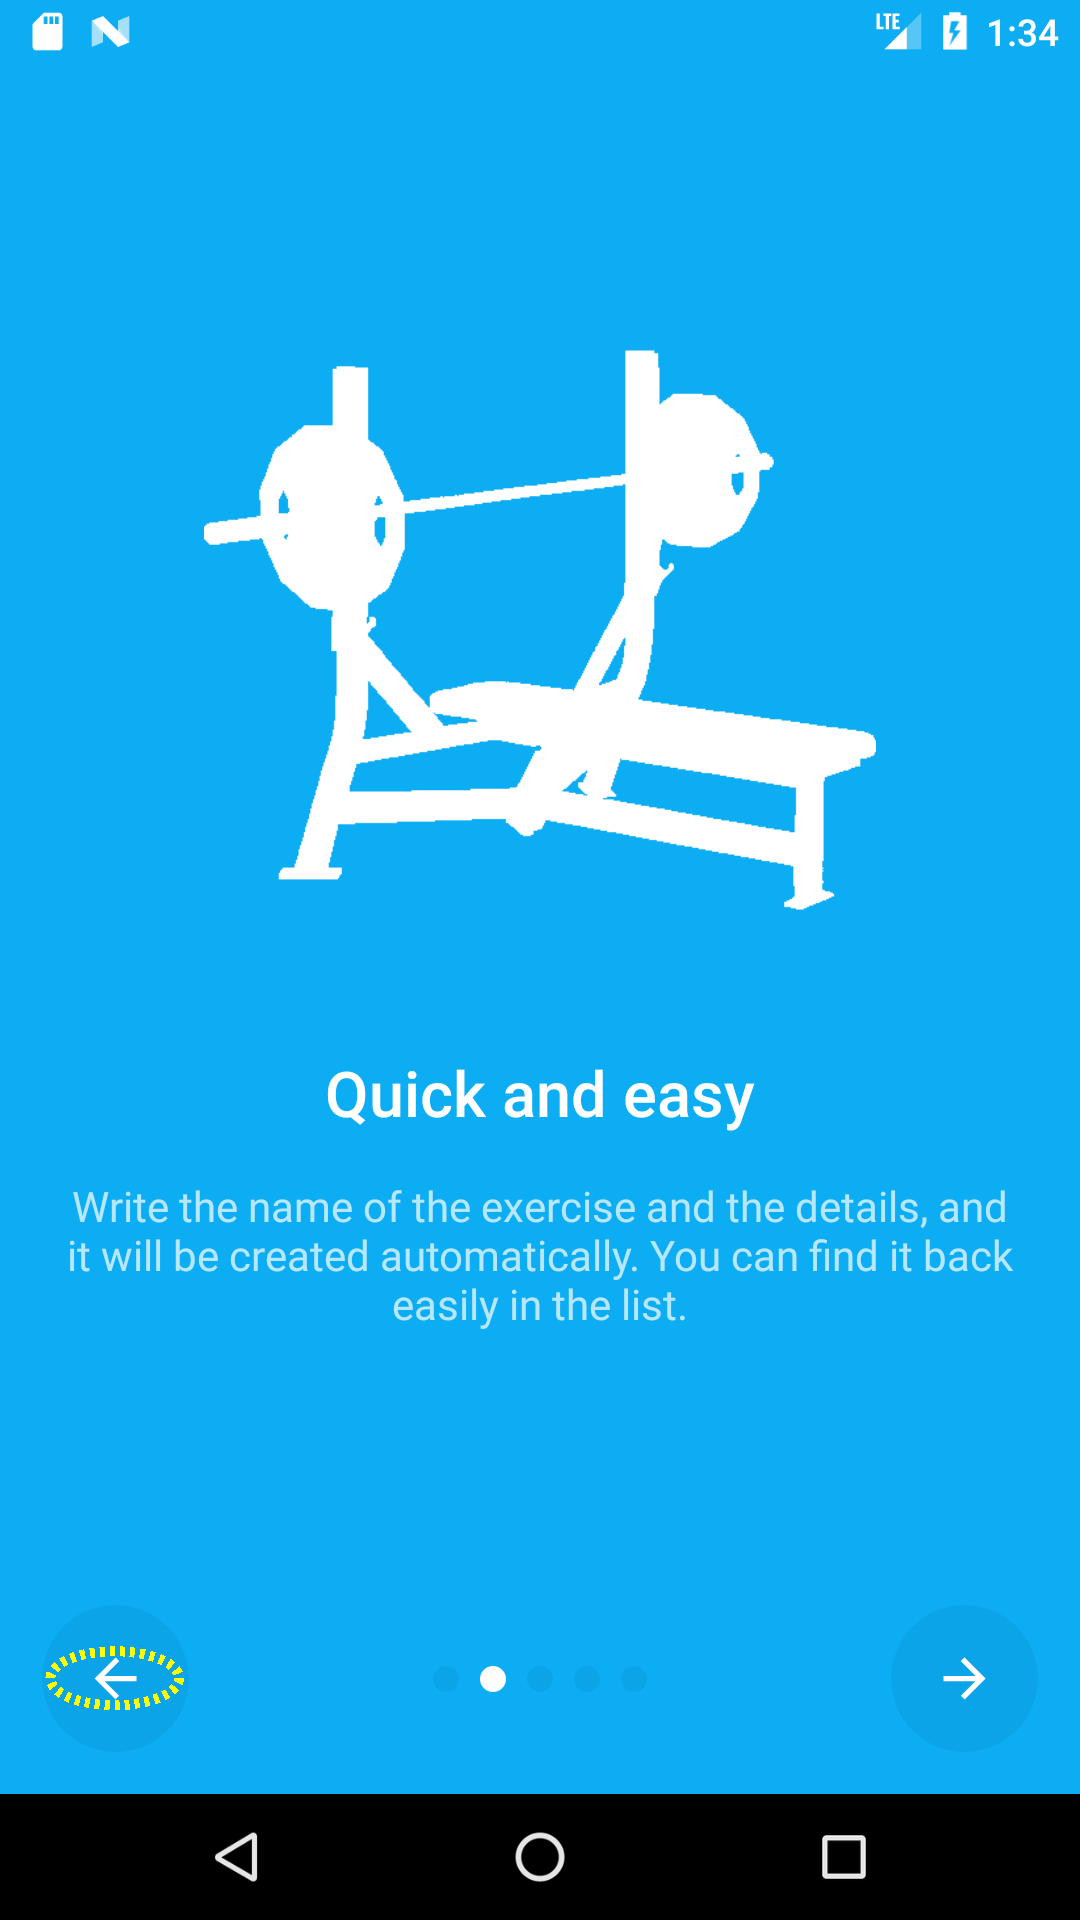 LTE 1:34
Quick and easy
Write the name of the exercise and the details, and
it will be created automatically. You can find it back
easily in the list.